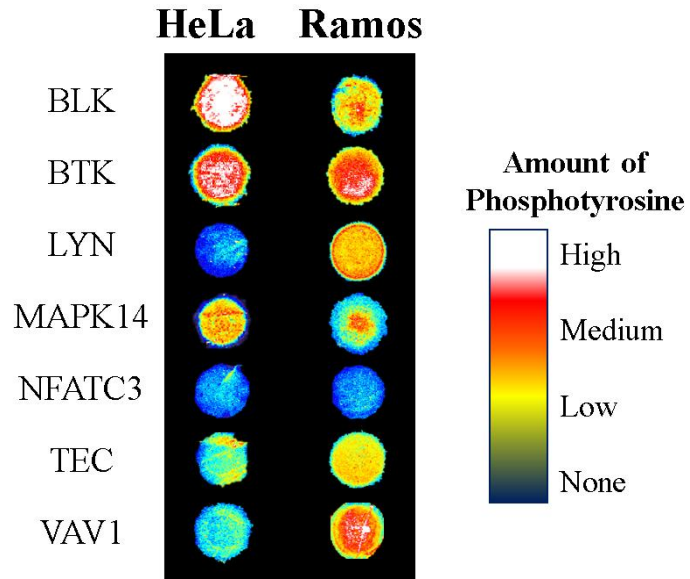 HeLa Ramos
BLK
BTK
LYN
MAPK14
NFATC3
TEC
VAV1
Amount of
Phosphotyrosine
High
Medium
Low
None